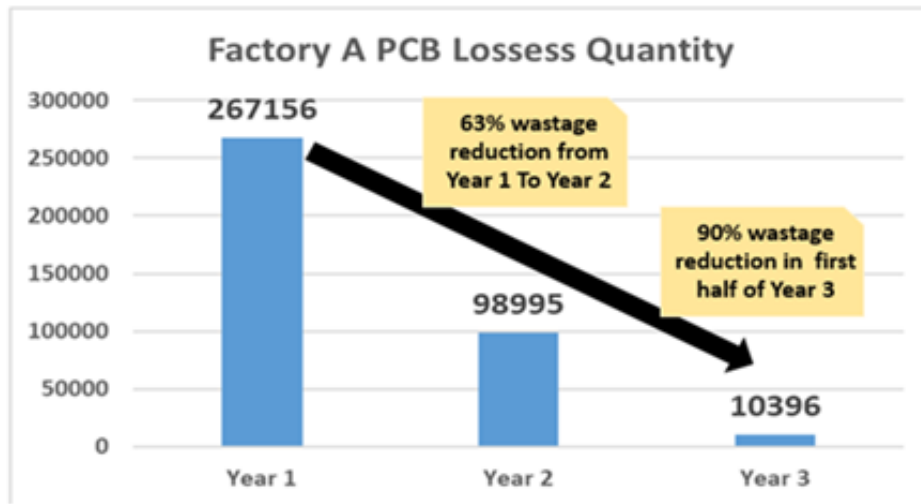 Factory A PCB Lossess Quantity
300000
250000
200000
150000
100000
50000
0
267156
98995
10396
63% wastage
reduction from
Year 1 To Year 2
90% wastage
reduction in first
half of Year 3
Year 1
Year 2
Year 3